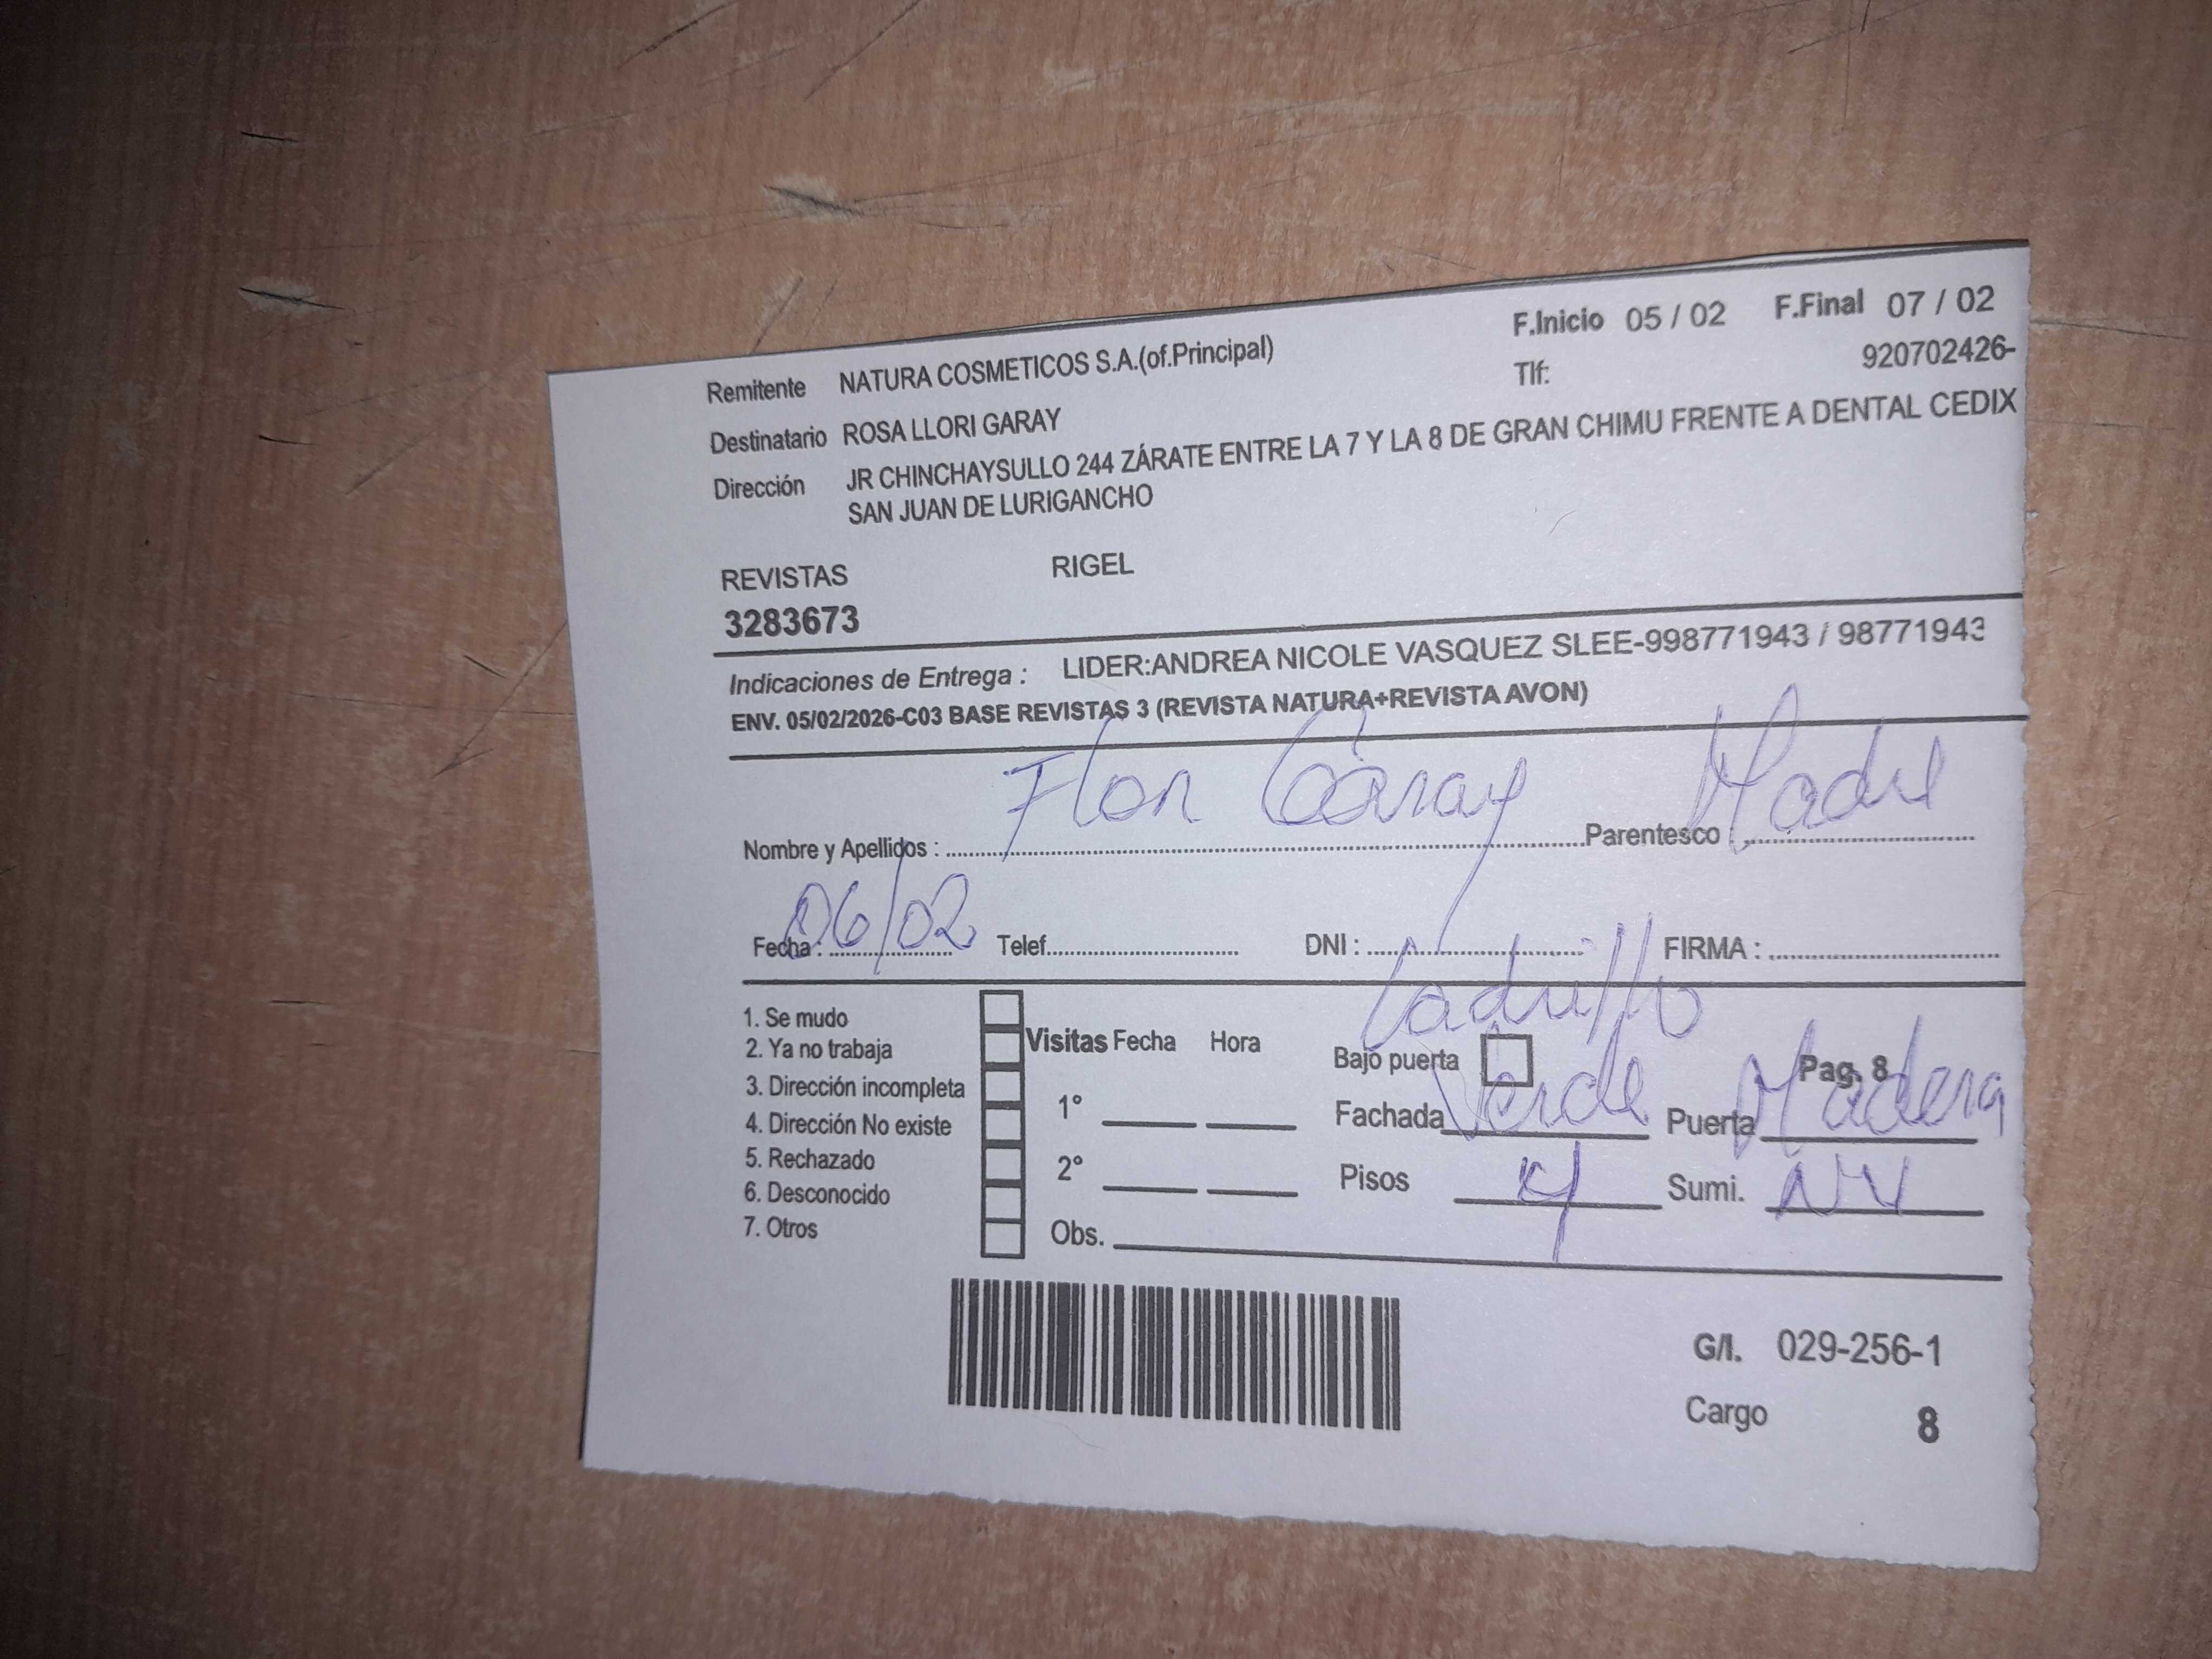 F.Inicio 05 / 02 F.Final 07 / 02
Remitente NATURA COSMETICOS S.A.(of.Principal) Tlf: 920702426-
Destinatario ROSA LLORI GARAY
Dirección JR CHINCHAYSULLO 244 ZÁRATE ENTRE LA 7 Y LA 8 DE GRAN CHIMU FRENTE A DENTAL CEDIX
SAN JUAN DE LURIGANCHO
REVISTAS RIGEL
3283673
Indicaciones de Entrega : LIDER:ANDREA NICOLE VASQUEZ SLEE-998771943 / 98771943
ENV. 05/02/2026-C03 BASE REVISTAS 3 (REVISTA NATURA+REVISTA AVON)
Nombre y Apellidos : Flor Garay Parentesco : Madre
Fecha : 06/02 Telef. DNI : FIRMA :
Ladrillo
1. Se mudo
2. Ya no trabaja
3. Dirección incompleta
4. Dirección No existe
5. Rechazado
6. Desconocido
7. Otros
Visitas Fecha Hora
1°
2°
Obs.
Bajo puerta Pag. 8
Fachada Verde Puerta Madera
Pisos 4 Sumi. NV
G/I. 029-256-1
Cargo 8